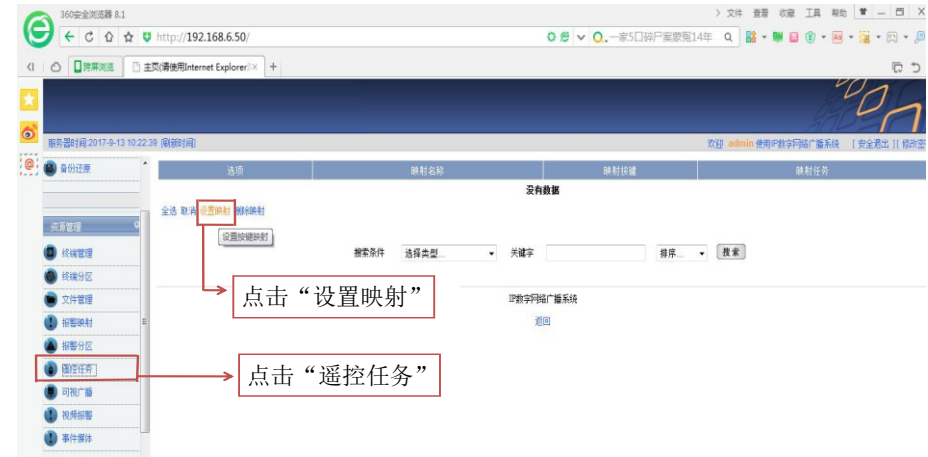 360安全浏览器 8.1
文件 查看 收藏 工具 帮助
http://192.168.6.50/
一家5口碎尸案蒙冤14年
跨屏浏览 主页(请使用Internet Explorer
服务器时间:2017-9-13 10:22:39 [刷新时间]
欢迎 admin 使用IP数字网络广播系统 [ 安全退出 ][ 修改密
备份还原
选项 映射名称 映射按键 映射任务
没有数据
全选 取消 设置映射 删除映射
设置按键映射
资源管理
搜索条件 选择类型... 关键字 排序... 搜索
终端管理
终端分区
点击“设置映射”
文件管理
IP数字网络广播系统
报警映射
返回
报警分区
遥控任务
点击“遥控任务”
可视广播
视频报警
事件媒体